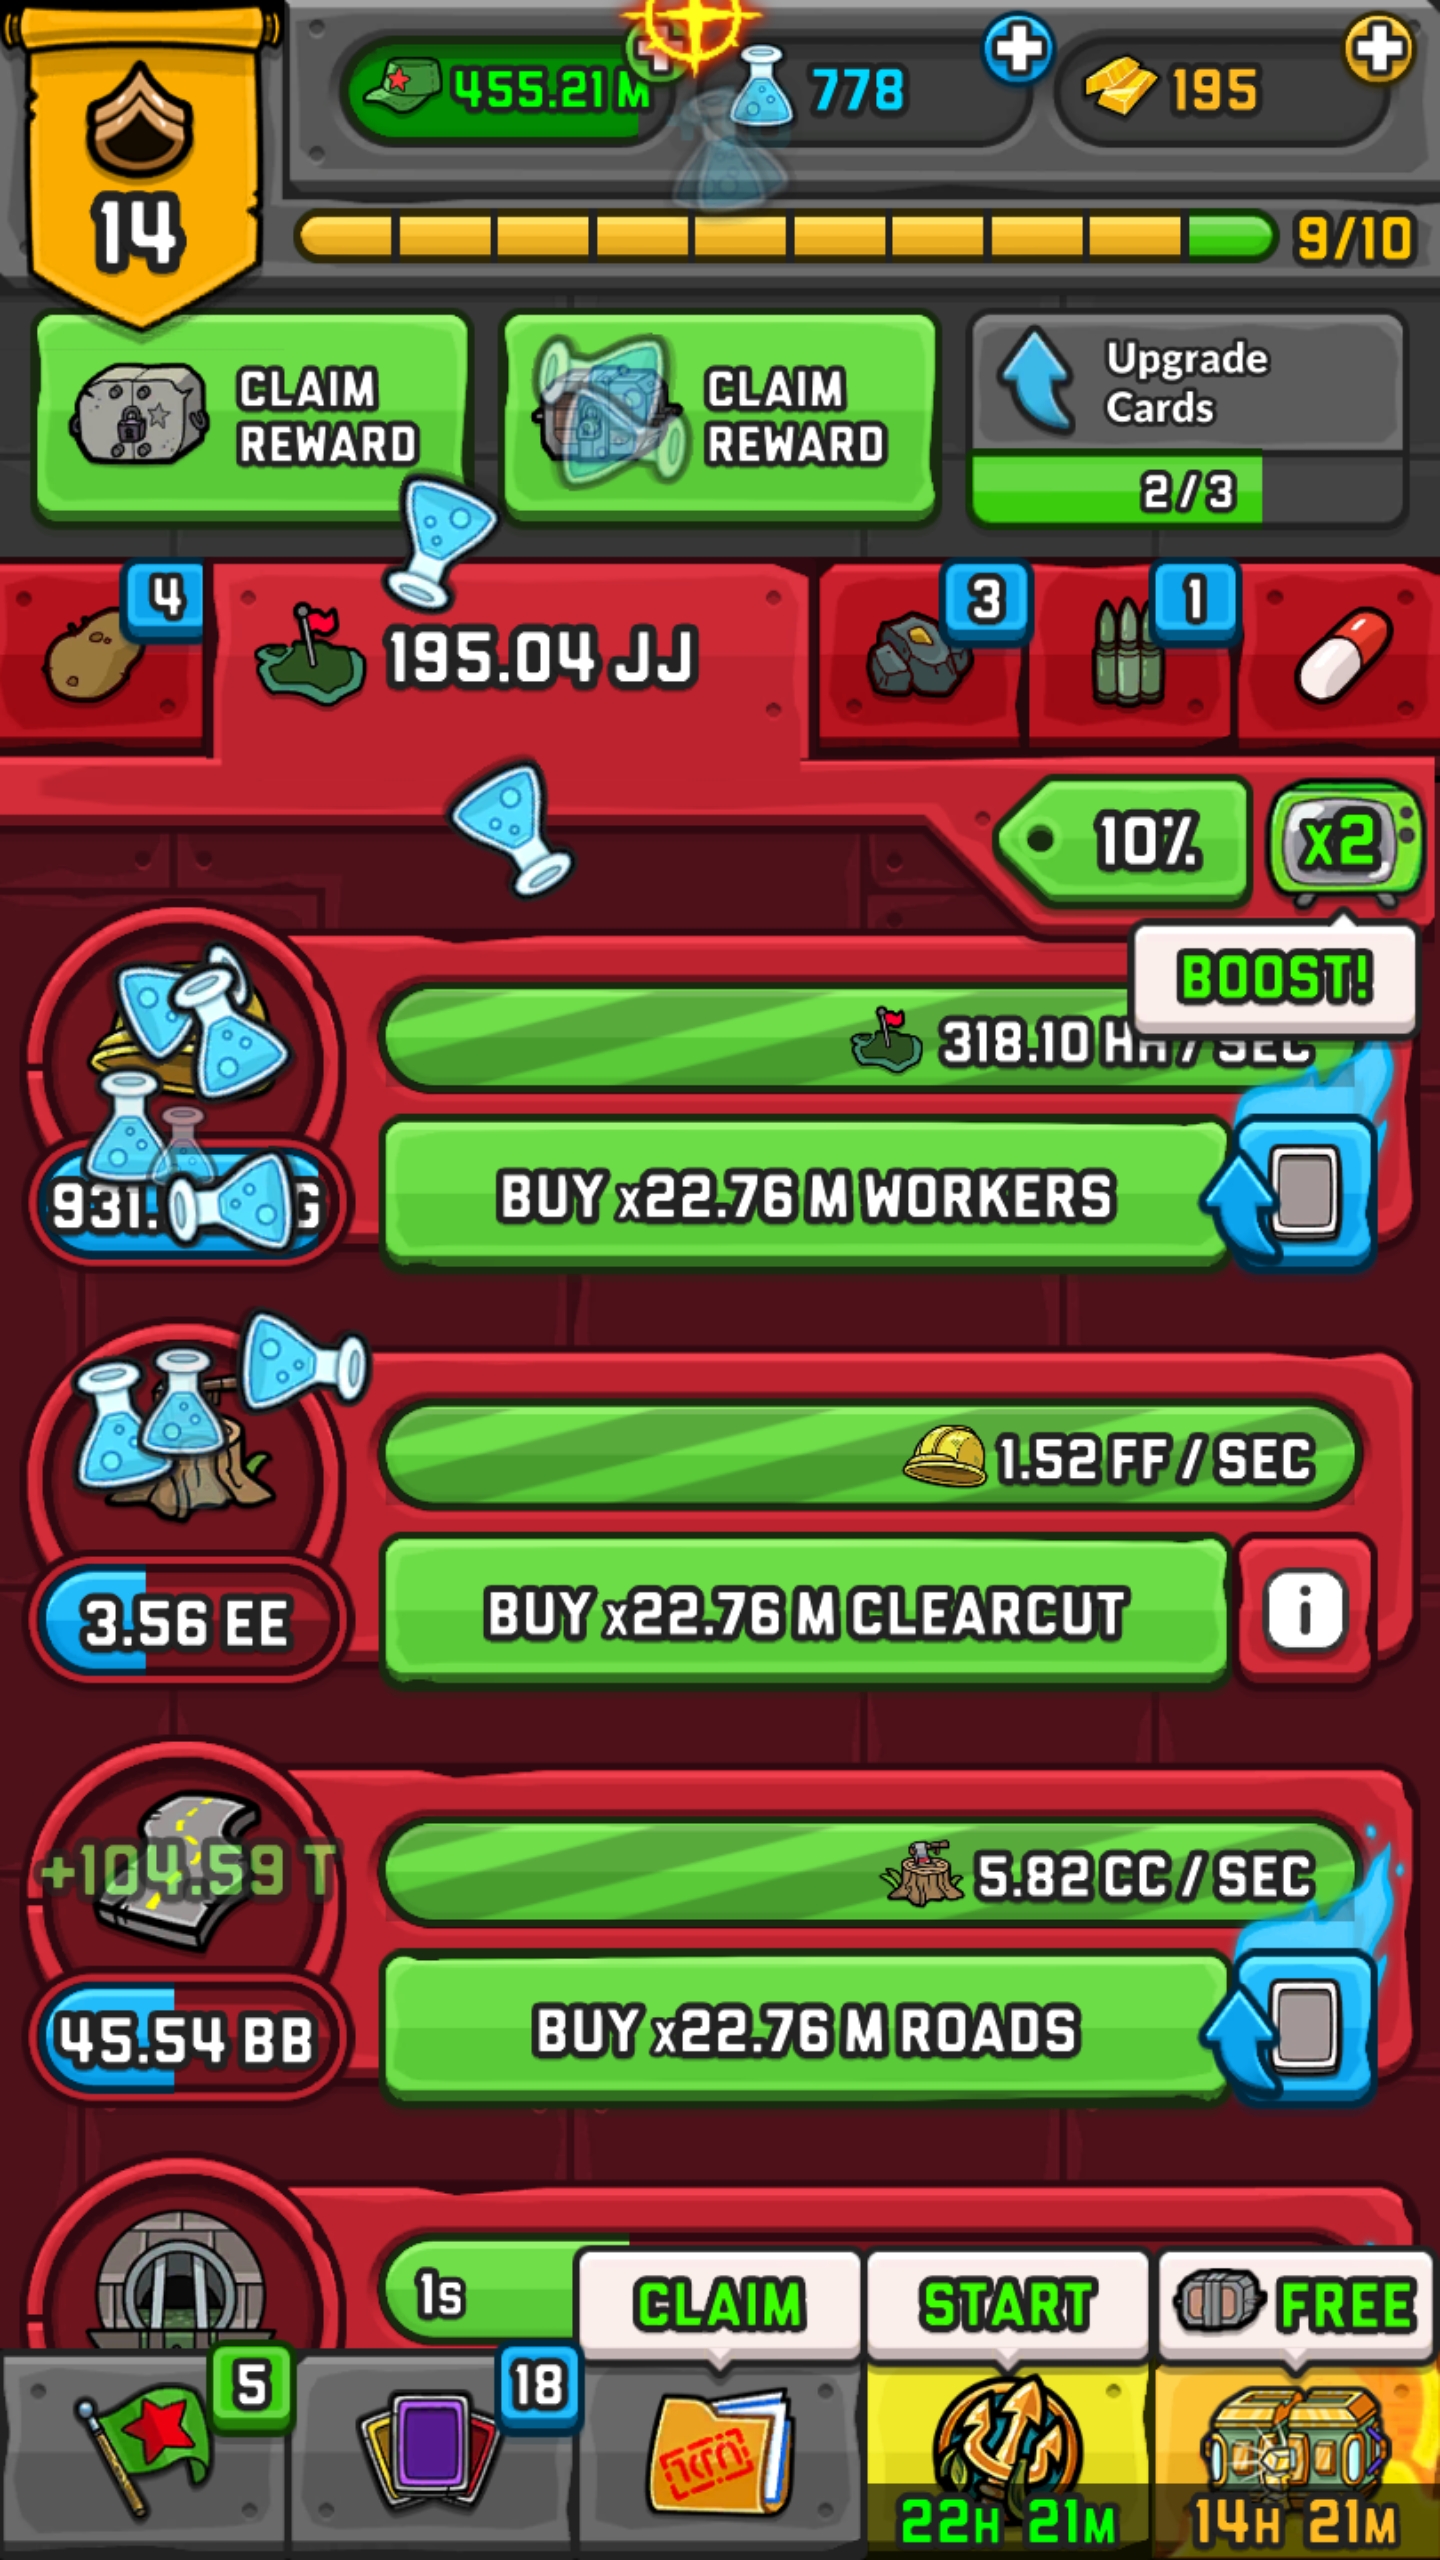 455.21 M
778
195
14
9/10
CLAIM
REWARD
CLAIM
REWARD
Upgrade
Cards
2/3
4
195.04 JJ
3
1
10%
x2
BOOST!
318.10 HH / SEC
931.
G
BUY x22.76 M WORKERS
1.52 FF / SEC
3.56 EE
BUY x22.76 M CLEARCUT
i
+104.59 T
5.82 CC / SEC
45.54 BB
BUY x22.76 M ROADS
1s
CLAIM
START
FREE
5
18
22H 21M
14H 21M